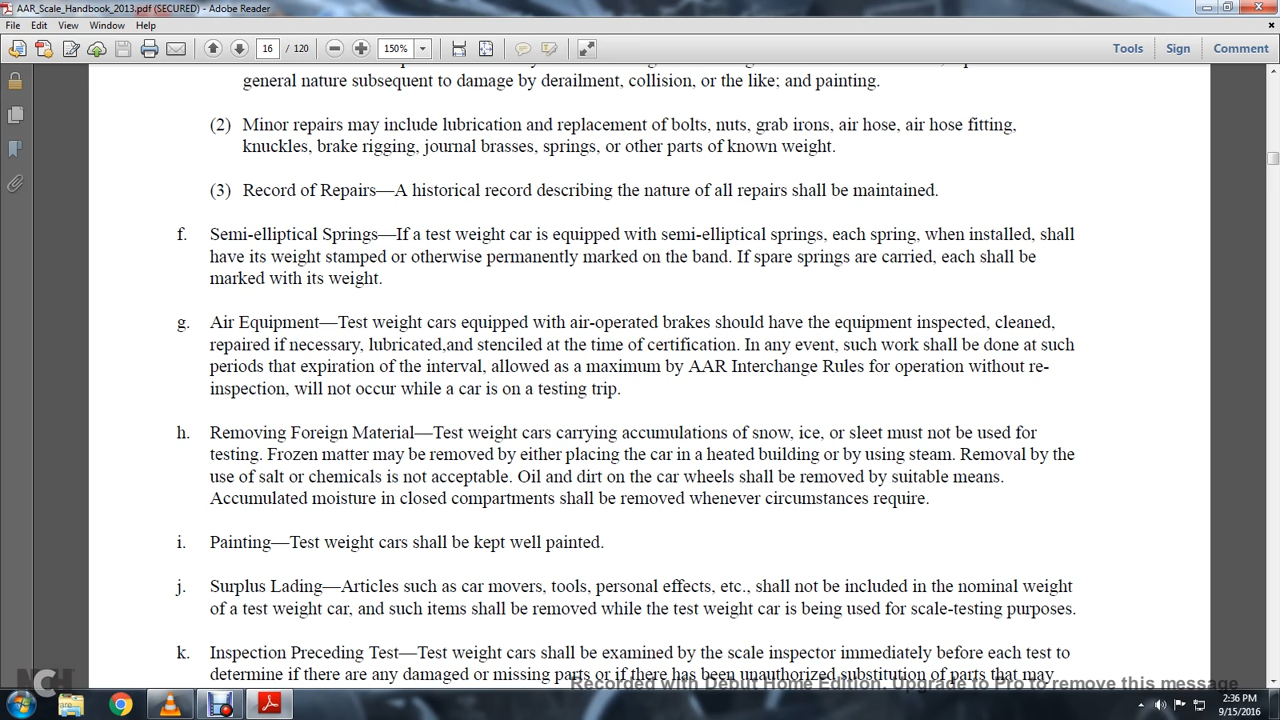 AAR_Scale_Handbook_2013.pdf (SECURED) - Adobe Reader
File Edit View Window Help
16 / 120 150% Tools Sign Comment
general nature subsequent to damage by derailment, collision, or the like; and painting.
(2) Minor repairs may include lubrication and replacement of bolts, nuts, grab irons, air hose, air hose fitting,
knuckles, brake rigging, journal brasses, springs, or other parts of known weight.
(3) Record of Repairs—A historical record describing the nature of all repairs shall be maintained.
f. Semi-elliptical Springs—If a test weight car is equipped with semi-elliptical springs, each spring, when installed, shall
have its weight stamped or otherwise permanently marked on the band. If spare springs are carried, each shall be
marked with its weight.
g. Air Equipment—Test weight cars equipped with air-operated brakes should have the equipment inspected, cleaned,
repaired if necessary, lubricated,and stenciled at the time of certification. In any event, such work shall be done at such
periods that expiration of the interval, allowed as a maximum by AAR Interchange Rules for operation without re-
inspection, will not occur while a car is on a testing trip.
h. Removing Foreign Material—Test weight cars carrying accumulations of snow, ice, or sleet must not be used for
testing. Frozen matter may be removed by either placing the car in a heated building or by using steam. Removal by the
use of salt or chemicals is not acceptable. Oil and dirt on the car wheels shall be removed by suitable means.
Accumulated moisture in closed compartments shall be removed whenever circumstances require.
i. Painting—Test weight cars shall be kept well painted.
j. Surplus Lading—Articles such as car movers, tools, personal effects, etc., shall not be included in the nominal weight
of a test weight car, and such items shall be removed while the test weight car is being used for scale-testing purposes.
k. Inspection Preceding Test—Test weight cars shall be examined by the scale inspector immediately before each test to
determine if there are any damaged or missing parts or if there has been unauthorized substitution of parts that may
Recorded with Debut Home Edition. Upgrade to Pro to remove this message
NCH
2:36 PM
9/15/2016